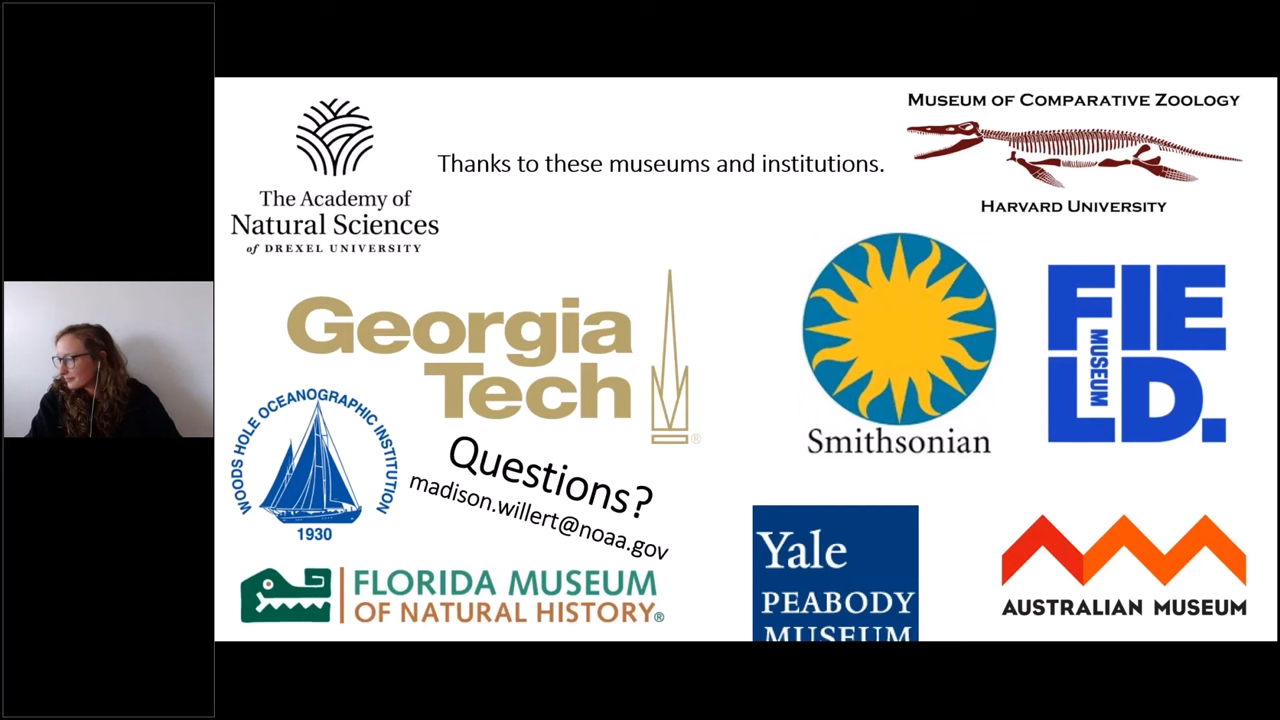 The Academy of
Natural Sciences
of DREXEL UNIVERSITY
Thanks to these museums and institutions.
MUSEUM OF COMPARATIVE ZOOLOGY
HARVARD UNIVERSITY
Georgia
Tech
®
Smithsonian
FIE
LD.
MUSEUM
WOODS HOLE OCEANOGRAPHIC INSTITUTION
1930
Questions?
madison.willert@noaa.gov
FLORIDA MUSEUM
OF NATURAL HISTORY®
Yale
PEABODY
MUSEUM
AUSTRALIAN MUSEUM